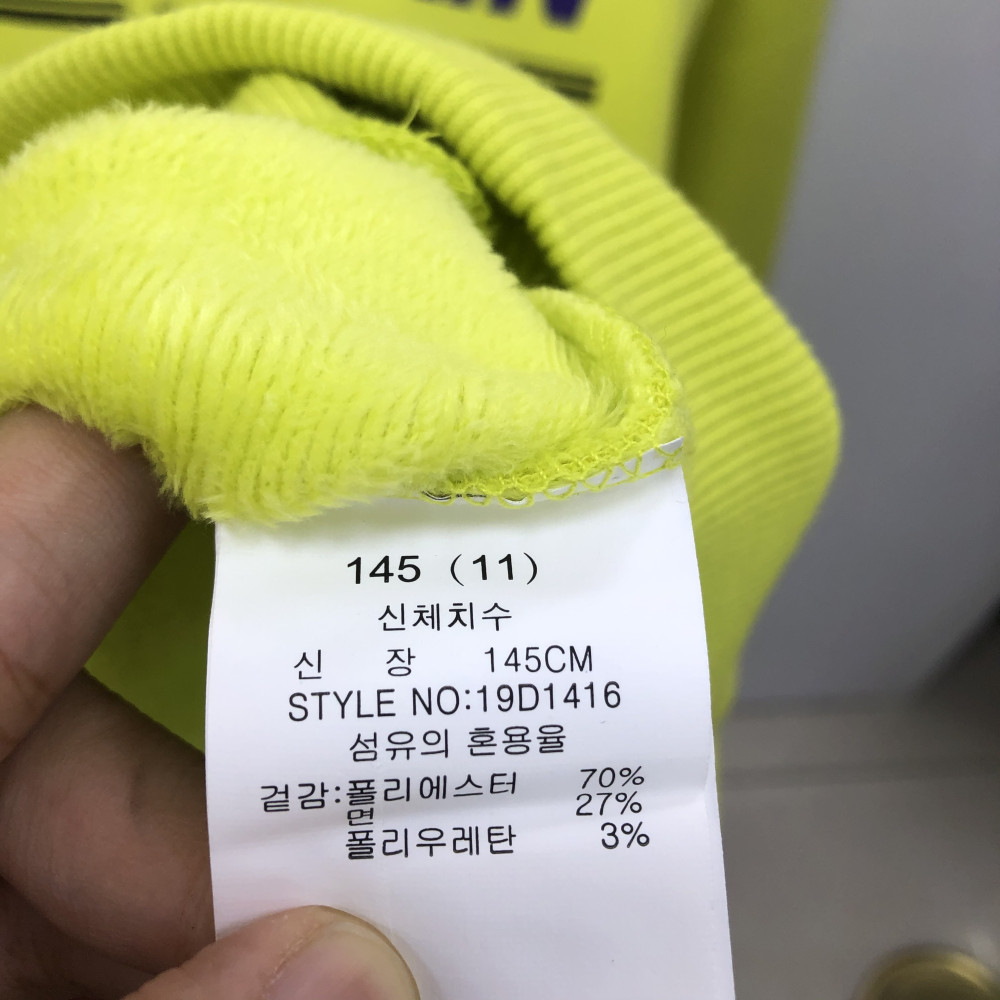 145 (11)
신체치수
신 장 145CM
STYLE NO:19D1416
섬유의 혼용율
겉감:폴리에스터 70%
면 27%
폴리우레탄 3%